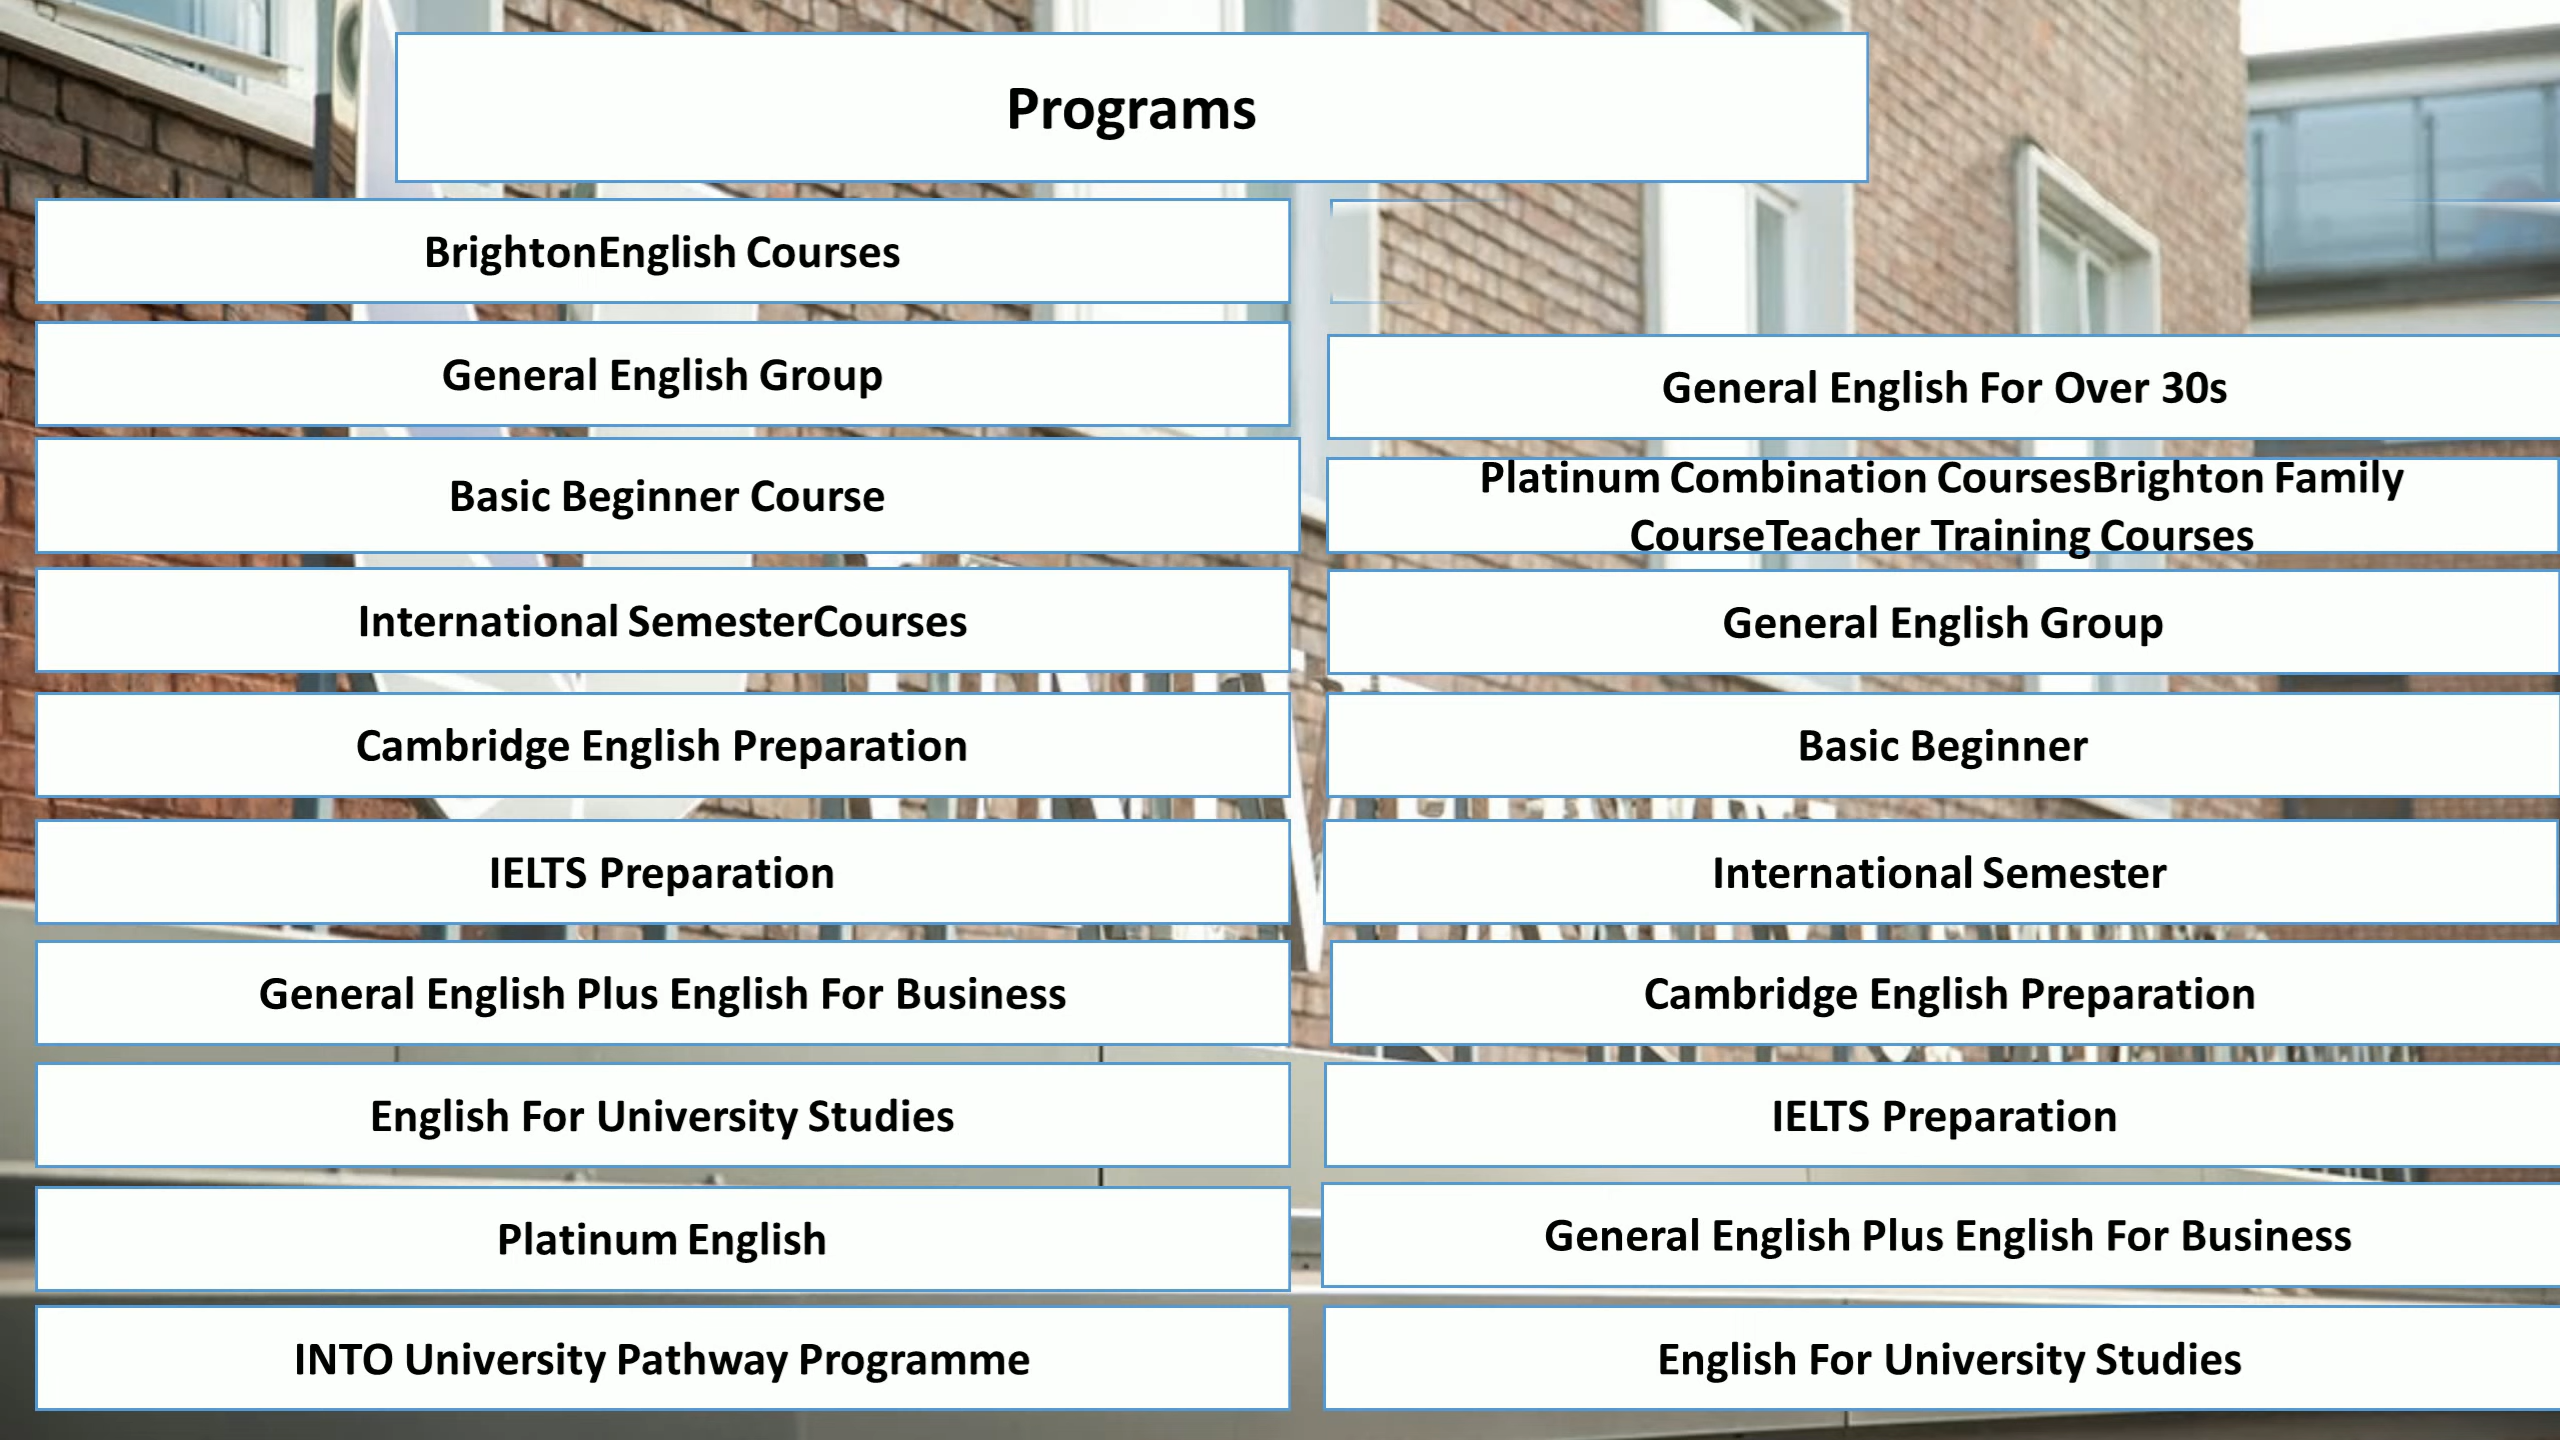 Programs
BrightonEnglish Courses
General English Group
Basic Beginner Course
International SemesterCourses
Cambridge English Preparation
IELTS Preparation
General English Plus English For Business
English For University Studies
Platinum English
INTO University Pathway Programme
General English For Over 30s
Platinum Combination CoursesBrighton Family
CourseTeacher Training Courses
General English Group
Basic Beginner
International Semester
Cambridge English Preparation
IELTS Preparation
General English Plus English For Business
English For University Studies